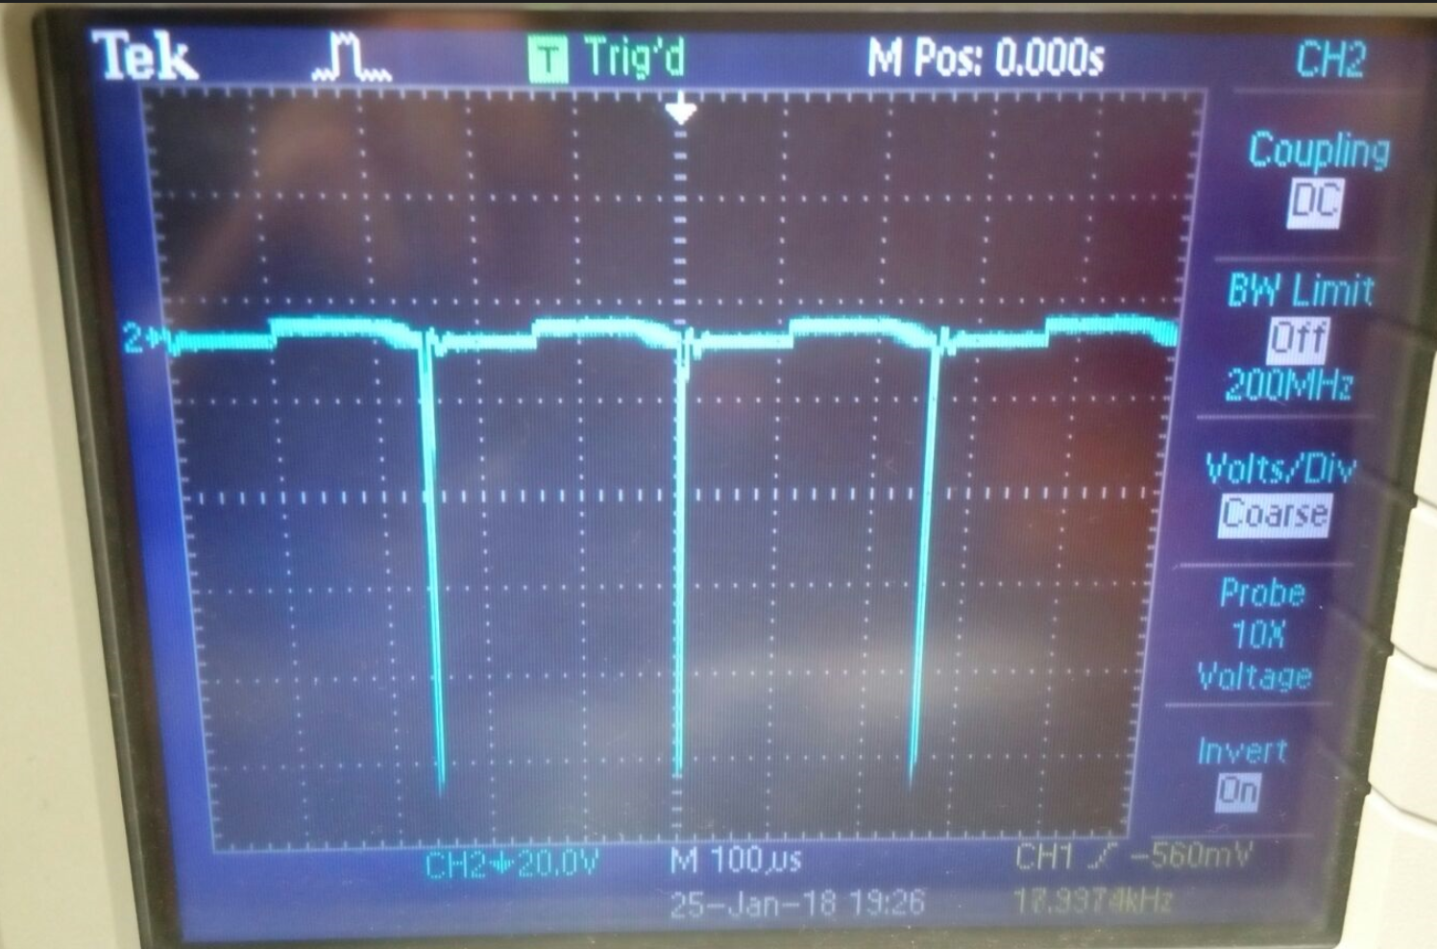 Tek T Trig'd M Pos: 0.000s CH2
Coupling
DC
BW Limit
Off
200MHz
2
Volts/Div
Coarse
Probe
10X
Voltage
Invert
On
CH2 20.0V M 100µs CH1 -560mV
25-Jan-18 19:26 17.9974kHz